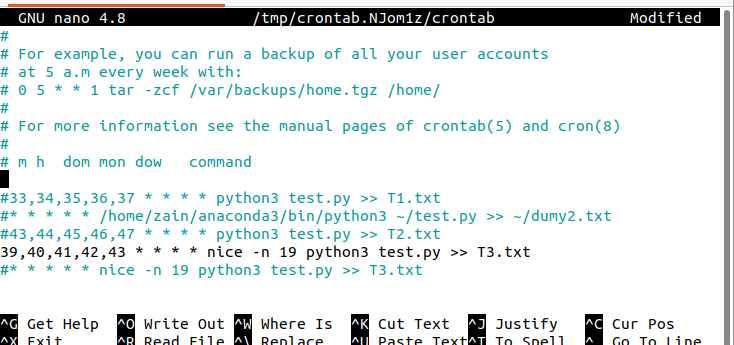 GNU nano 4.8 /tmp/crontab.NJom1z/crontab Modified
#
# For example, you can run a backup of all your user accounts
# at 5 a.m every week with:
# 0 5 * * 1 tar -zcf /var/backups/home.tgz /home/
#
# For more information see the manual pages of crontab(5) and cron(8)
#
# m h  dom mon dow   command
#33,34,35,36,37 * * * * python3 test.py >> T1.txt
#* * * * * /home/zain/anaconda3/bin/python3 ~/test.py >> ~/dumy2.txt
#43,44,45,46,47 * * * * python3 test.py >> T2.txt
39,40,41,42,43 * * * * nice -n 19 python3 test.py >> T3.txt
#* * * * * nice -n 19 python3 test.py >> T3.txt
^G Get Help ^O Write Out ^W Where Is ^K Cut Text ^J Justify ^C Cur Pos
^X Exit ^R Read File ^\ Replace ^U Paste Text ^T To Spell ^_ Go To Line